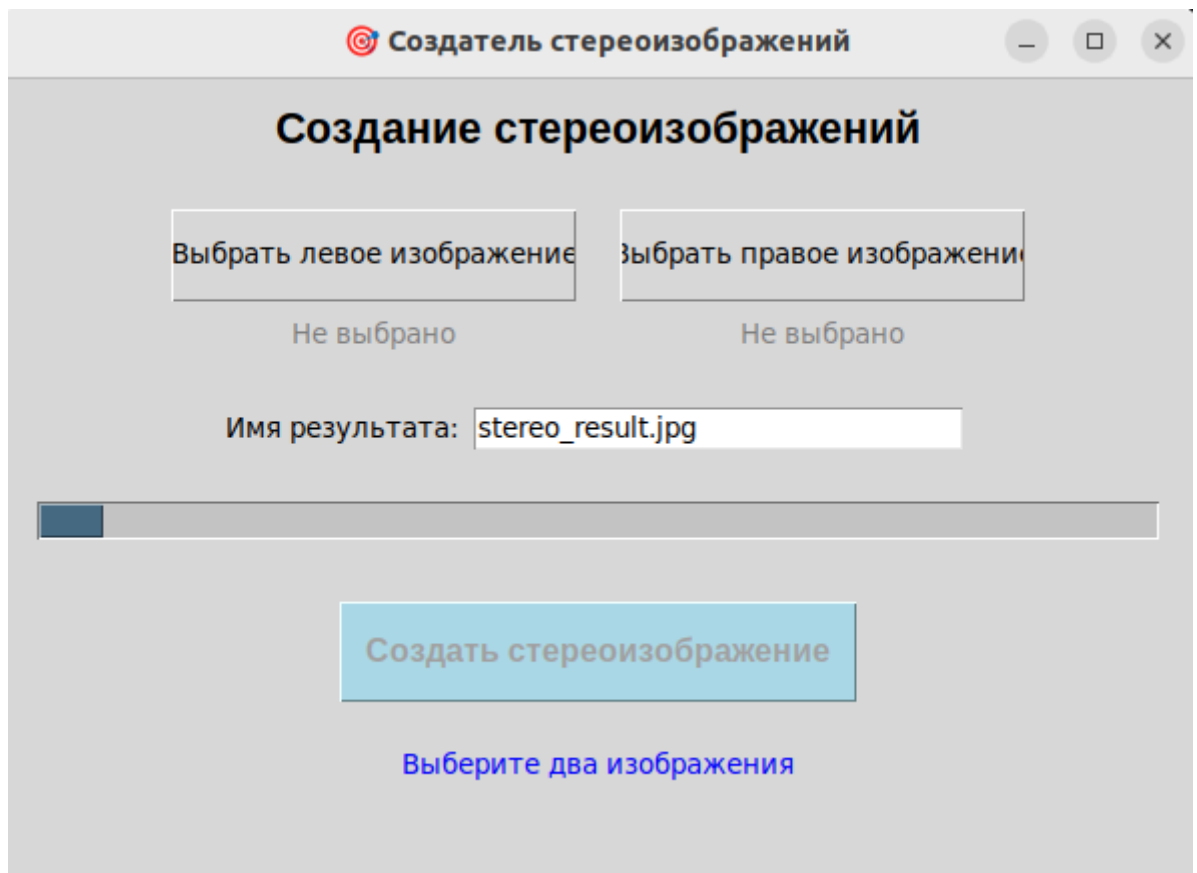 Создатель стереоизображений
Создание стереоизображений
Выбрать левое изображение
Выбрать правое изображение
Не выбрано
Не выбрано
Имя результата: stereo_result.jpg
Создать стереоизображение
Выберите два изображения